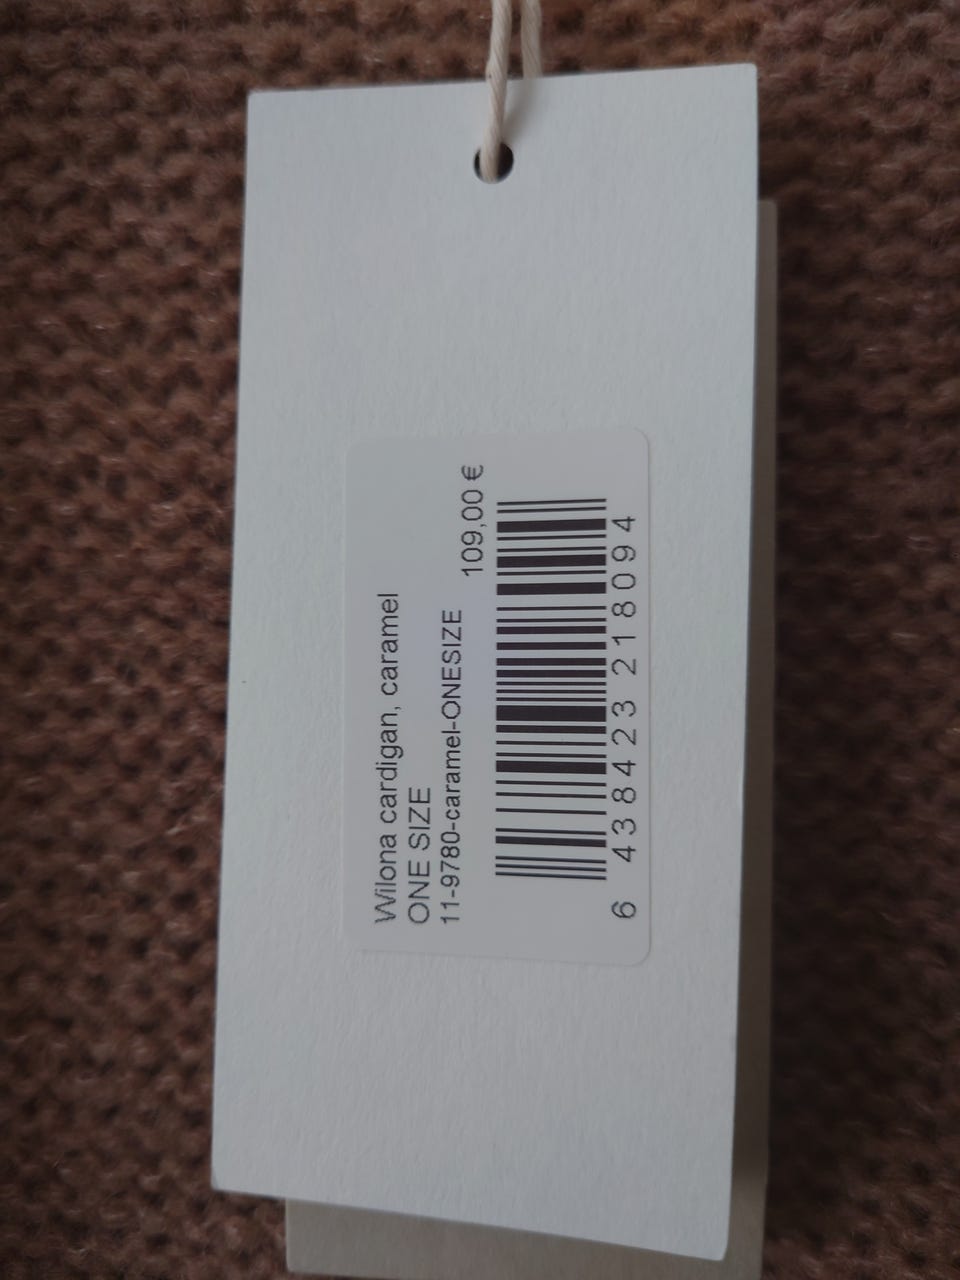 Wilona cardigan, caramel
ONE SIZE
11-9780-caramel-ONESIZE
109,00 €
6 438423 218094